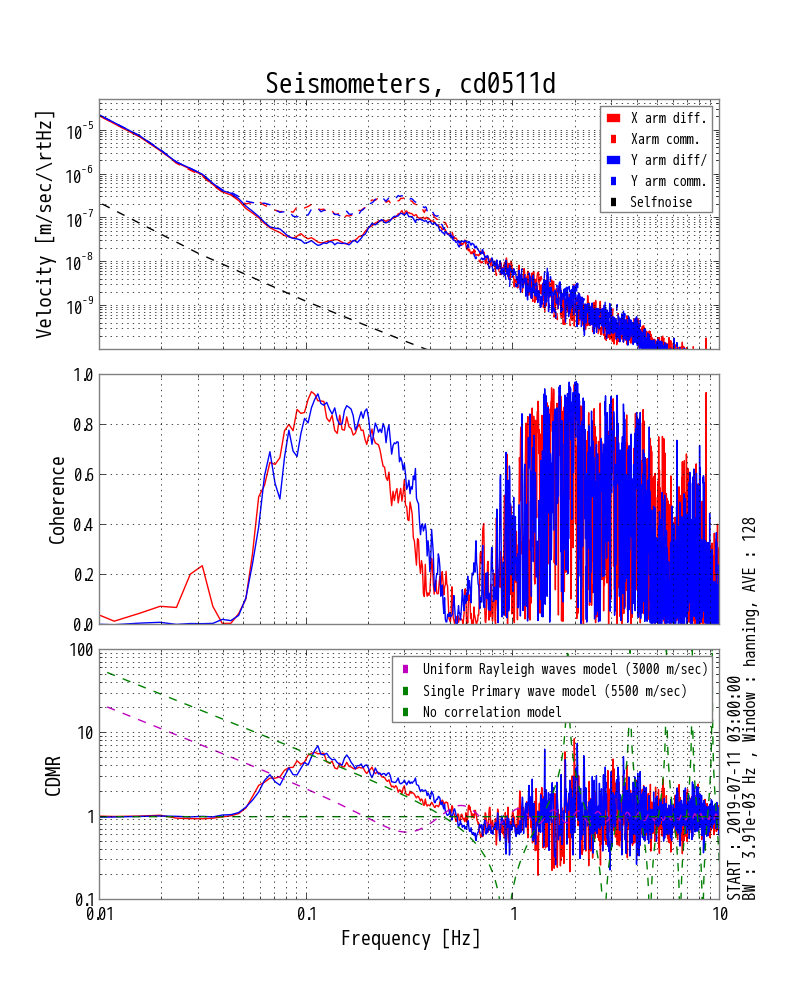 Seismometers, cd0511d
Velocity [m/sec/\rtHz]
10^-5
10^-6
10^-7
10^-8
10^-9
X arm diff.
Xarm comm.
Y arm diff/
Y arm comm.
Selfnoise
Coherence
1.0
0.8
0.6
0.4
0.2
0.0
CDMR
100
10
1
0.1
Uniform Rayleigh waves model (3000 m/sec)
Single Primary wave model (5500 m/sec)
No correlation model
0.01
0.1
1
10
Frequency [Hz]
START : 2019-07-11 03:00:00
BW : 3.91e-03 Hz , Window : hanning, AVE : 128